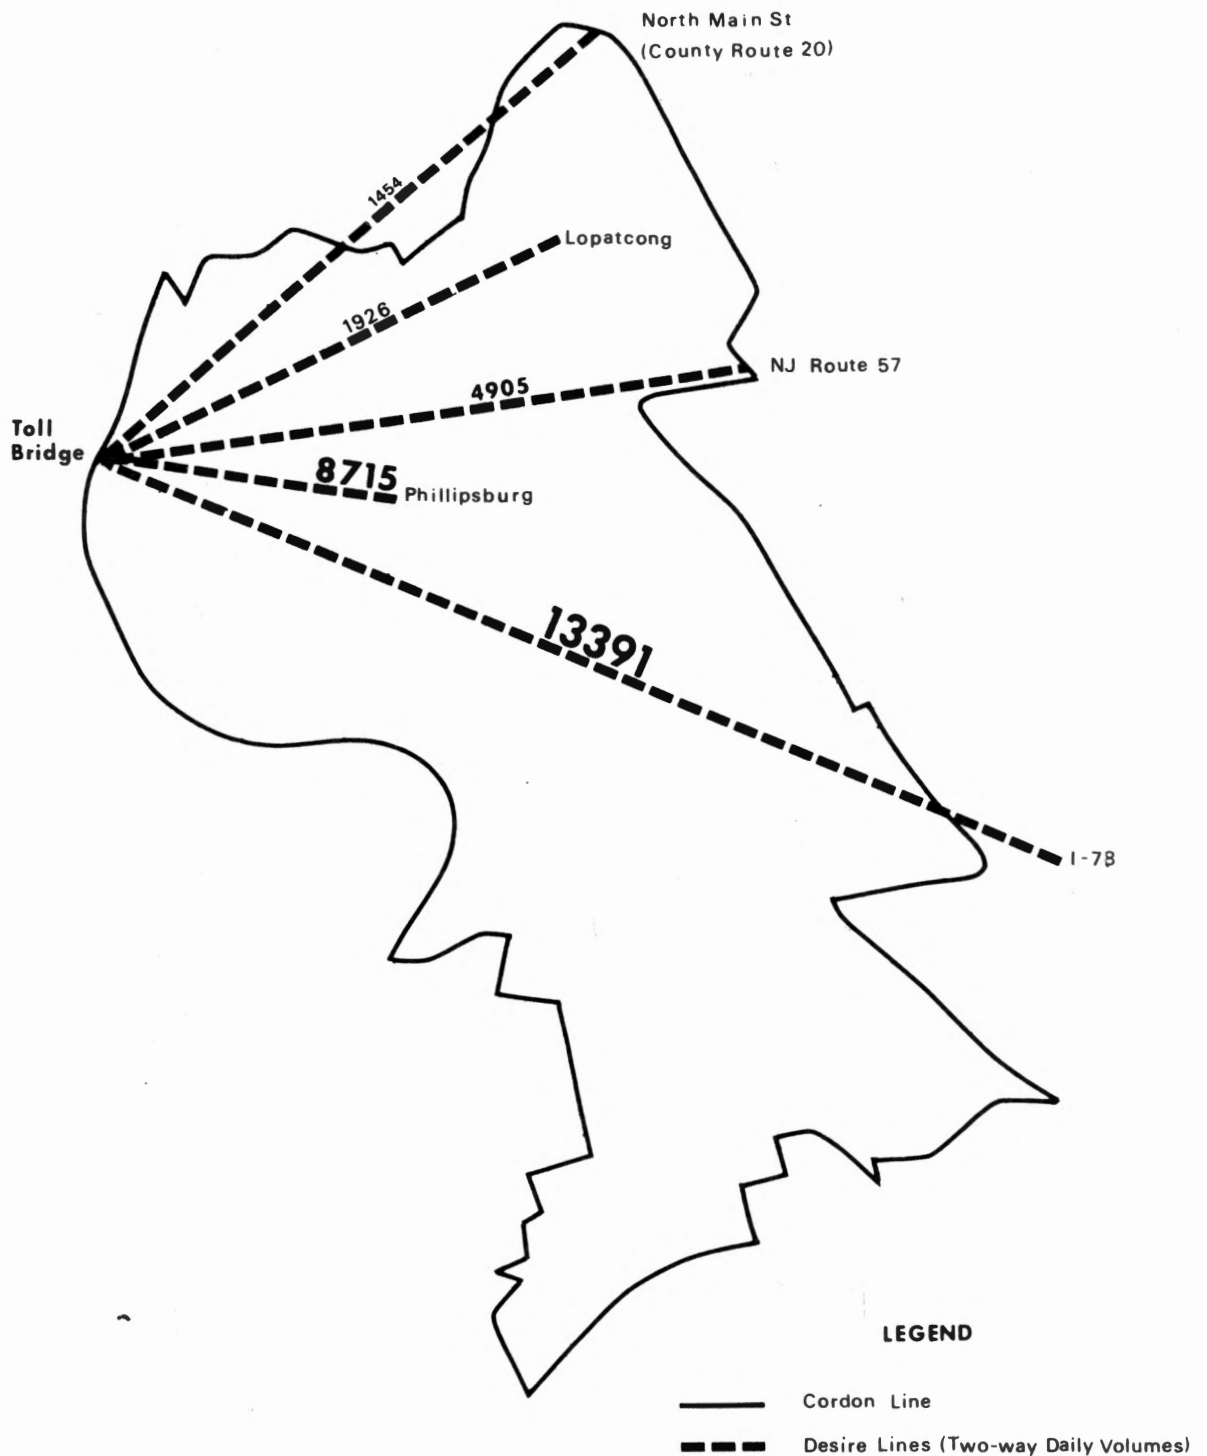 North Main St
(County Route 20)
1454
Lopatcong
1926
NJ Route 57
4905
Toll
Bridge
8715
Phillipsburg
13391
I-78
LEGEND
Cordon Line
Desire Lines (Two-way Daily Volumes)